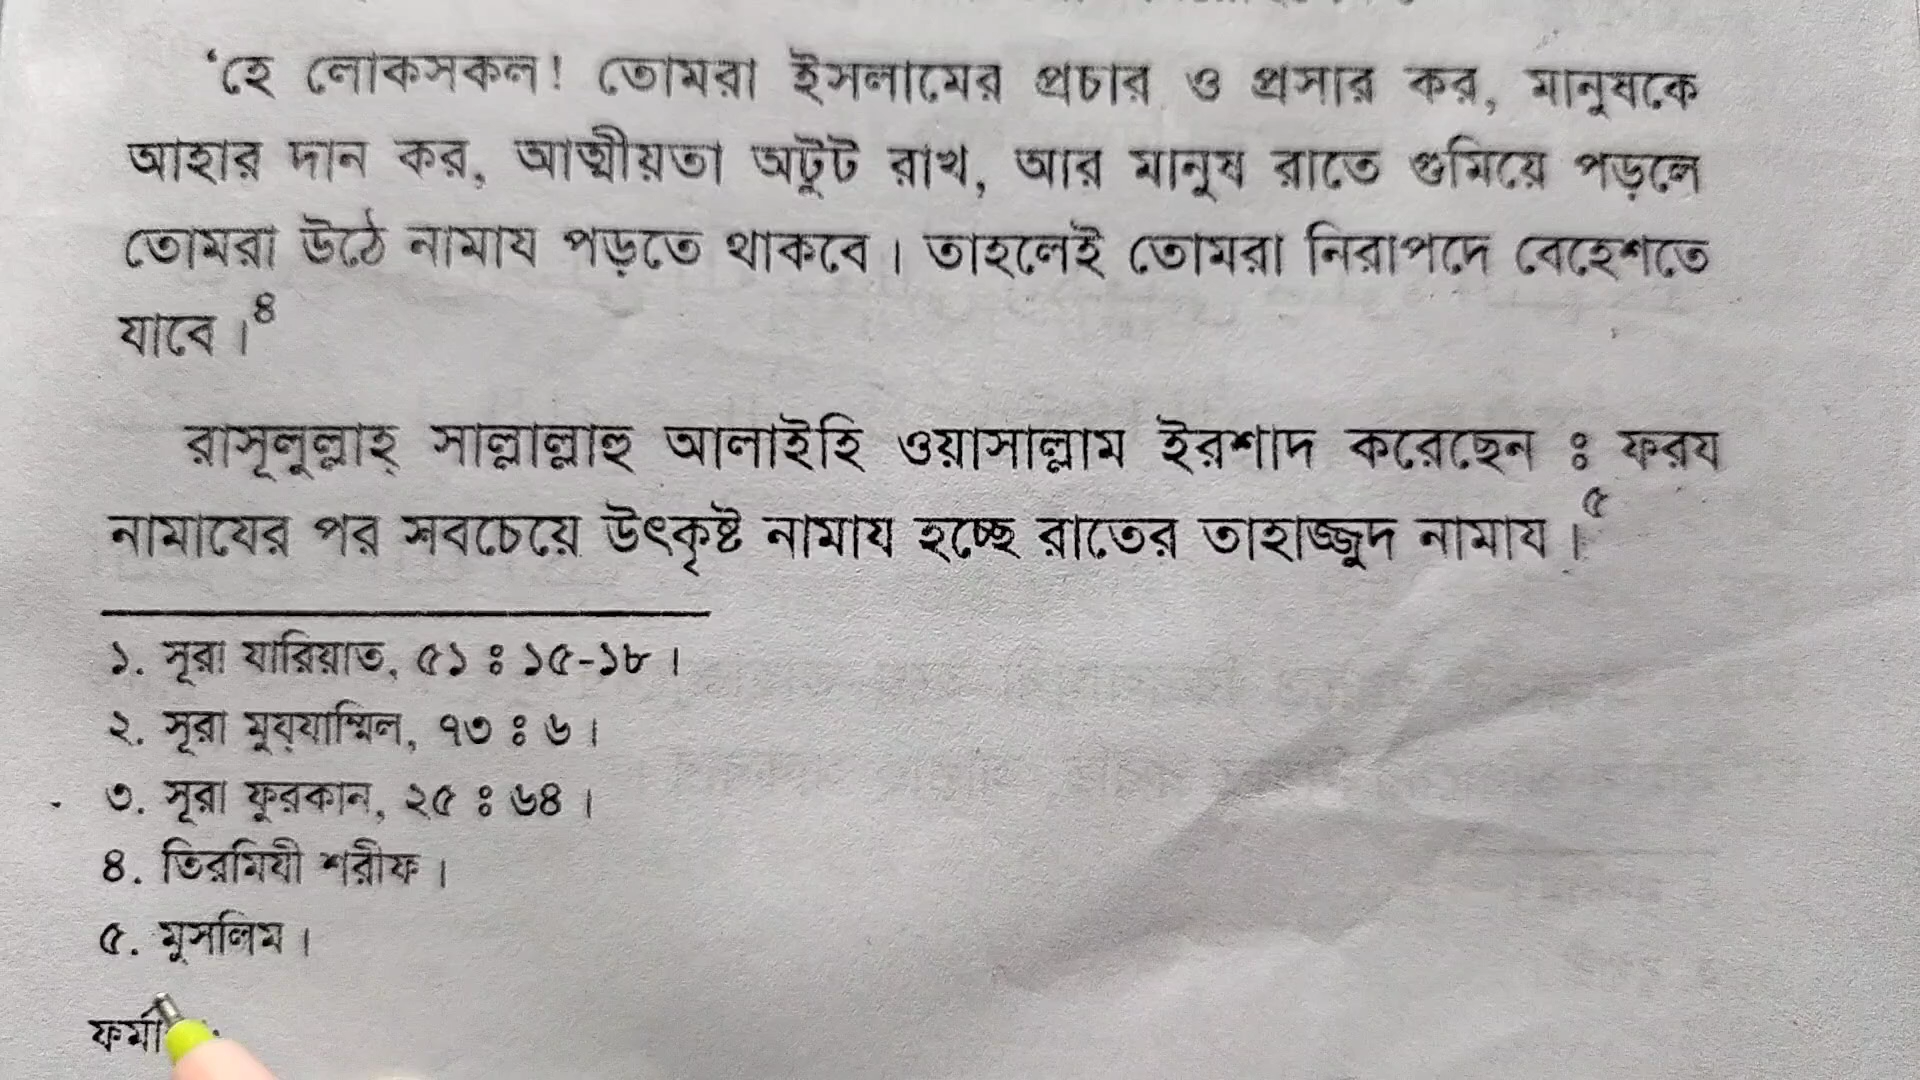 ‘হে লোকসকল! তোমরা ইসলামের প্রচার ও প্রসার কর, মানুষকে
আহার দান কর, আত্মীয়তা অটুট রাখ, আর মানুষ রাতে গুমিয়ে পড়লে
তোমরা উঠে নামায পড়তে থাকবে। তাহলেই তোমরা নিরাপদে বেহেশতে
যাবে।৪
রাসূলুল্লাহ্ সাল্লাল্লাহু আলাইহি ওয়াসাল্লাম ইরশাদ করেছেন ঃ ফরয
নামাযের পর সবচেয়ে উৎকৃষ্ট নামায হচ্ছে রাতের তাহাজ্জুদ নামায।৫
১. সূরা যারিয়াত, ৫১ ঃ ১৫-১৮।
২. সূরা মুয্যাম্মিল, ৭৩ ঃ ৬।
৩. সূরা ফুরকান, ২৫ ঃ ৬৪।
৪. তিরমিযী শরীফ।
৫. মুসলিম।
ফর্মা